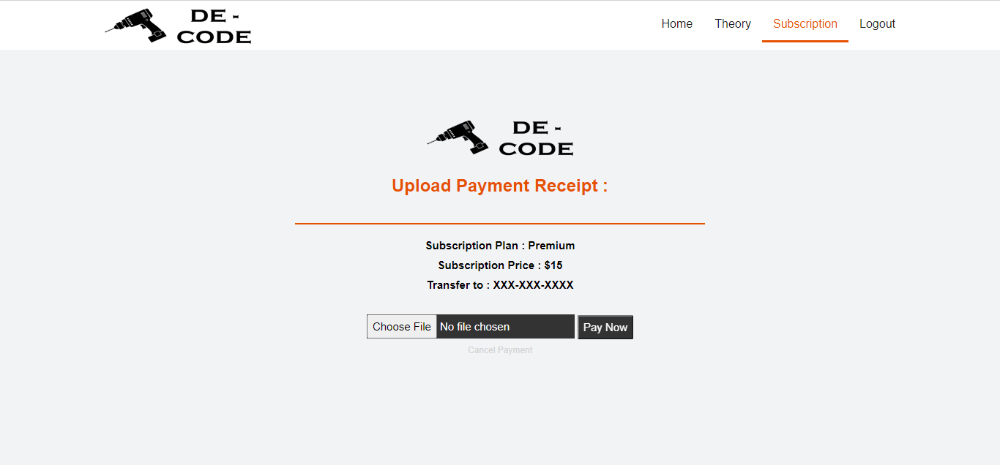 DE -
CODE
Home Theory Subscription Logout
DE -
CODE
Upload Payment Receipt :
Subscription Plan : Premium
Subscription Price : $15
Transfer to : XXX-XXX-XXXX
Choose File No file chosen Pay Now
Cancel Payment